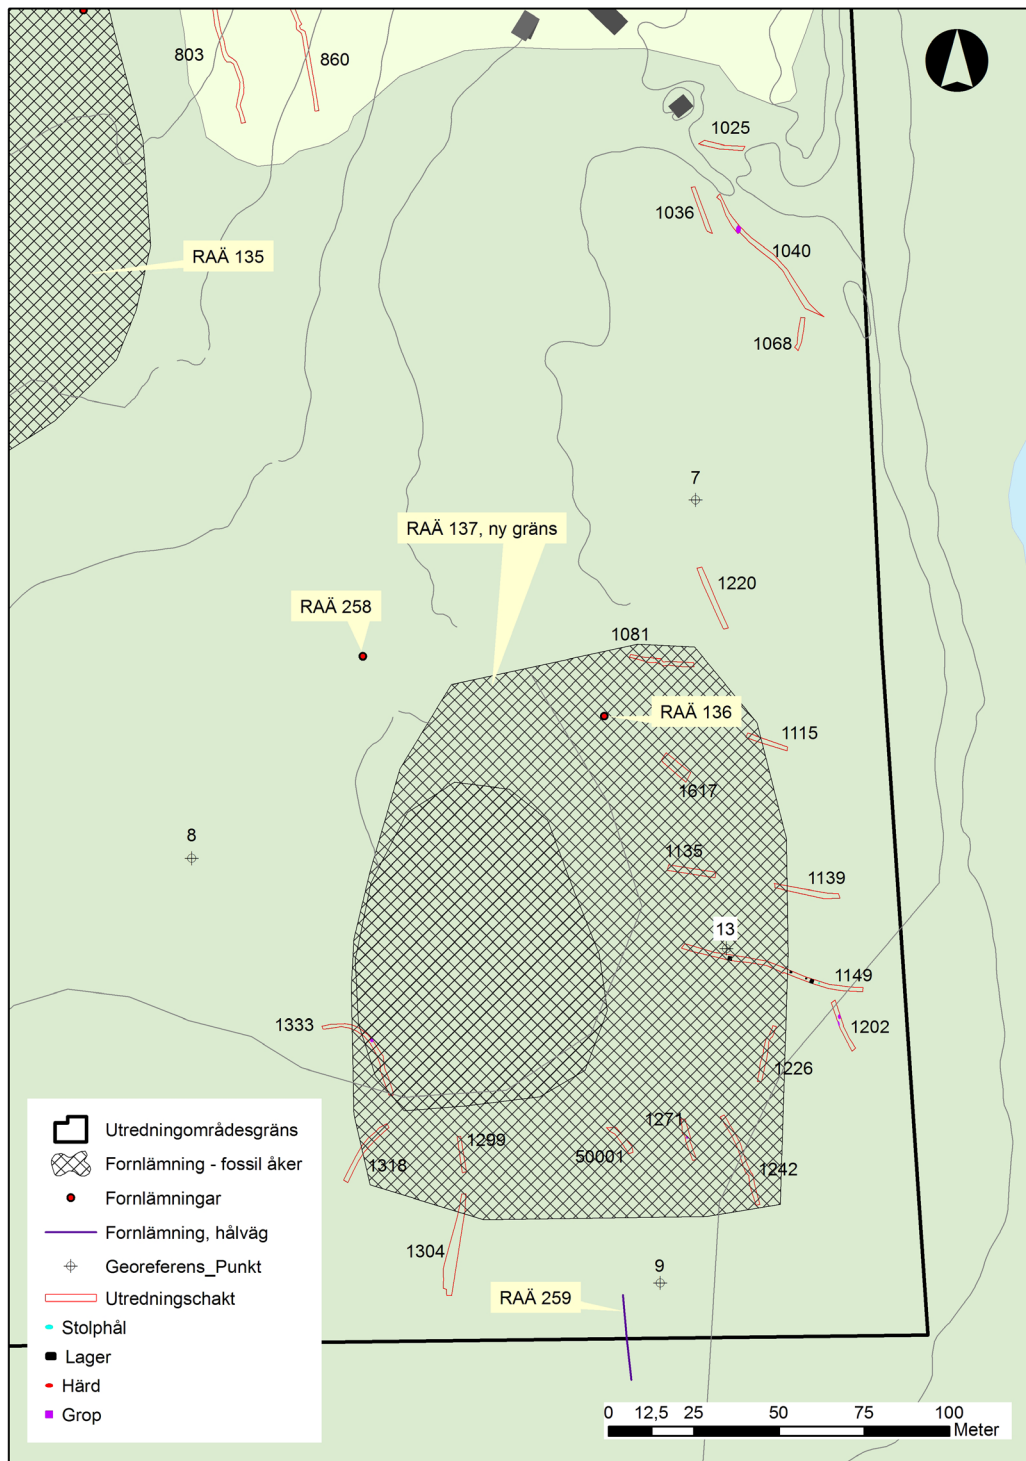 803
860
1025
1036
RAÄ 135
1040
1068
7
RAÄ 137, ny gräns
1220
RAÄ 258
1081
RAÄ 136
1115
1617
8
1135
1139
13
1149
1333
1202
1226
1271
1299
50001
1318
1242
1304
9
RAÄ 259
Utredningområdesgräns
Fornlämning - fossil åker
Fornlämningar
Fornlämning, hålväg
Georeferens_Punkt
Utredningschakt
Stolphål
Lager
Härd
Grop
0 12,5 25 50 75 100
Meter